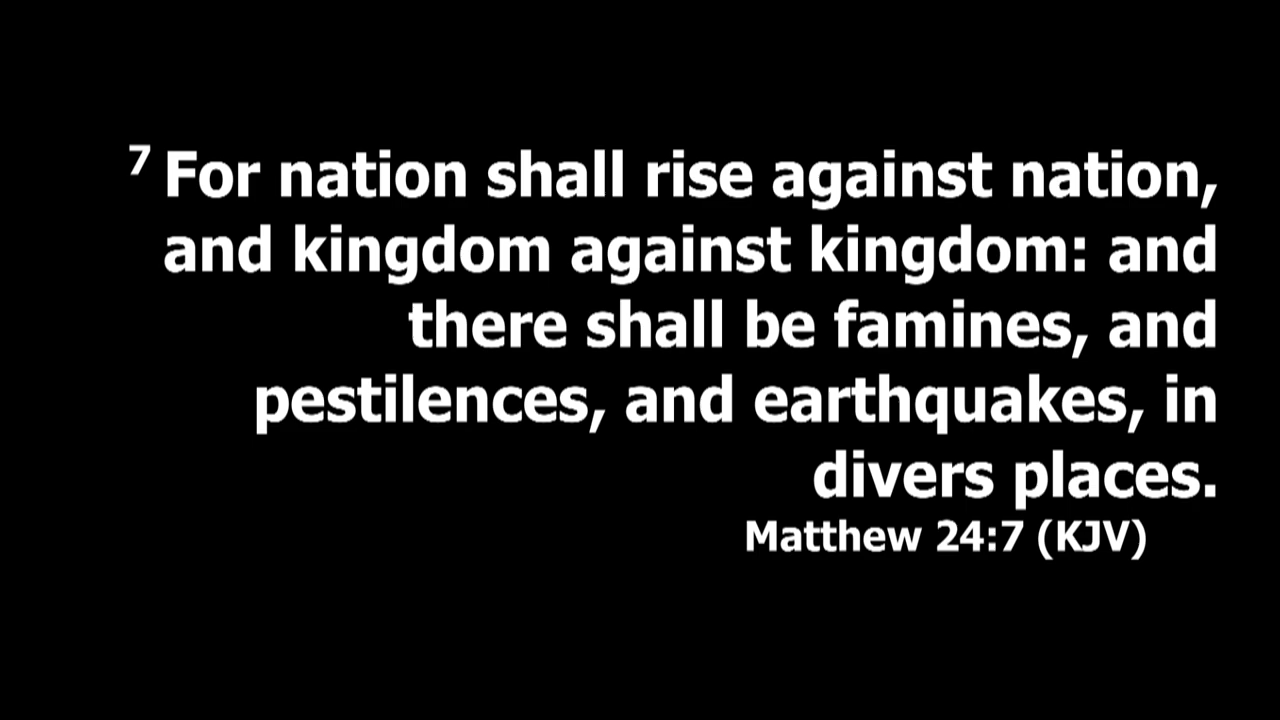 7 For nation shall rise against nation,
and kingdom against kingdom: and
there shall be famines, and
pestilences, and earthquakes, in
divers places.
Matthew 24:7 (KJV)